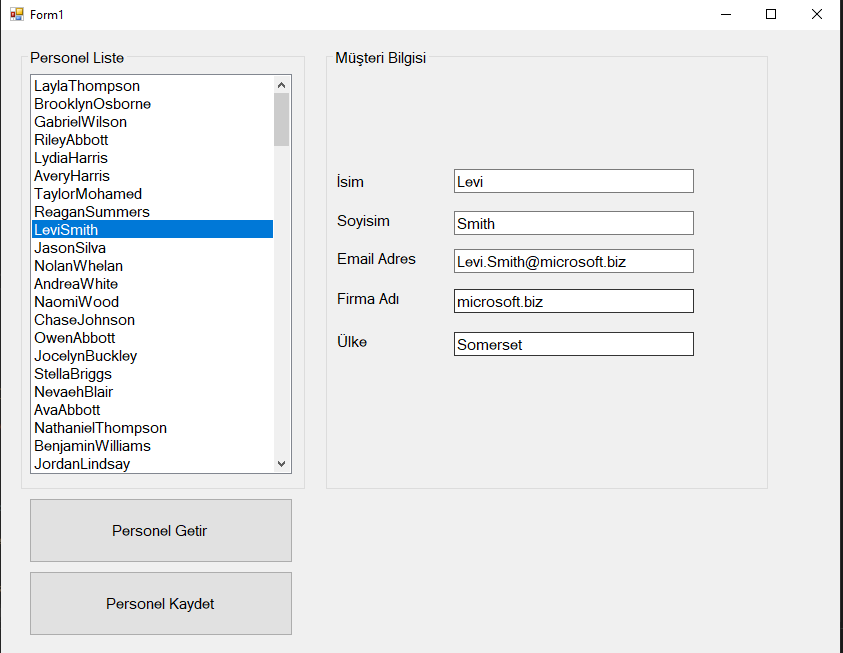 Form1
Personel Liste
LaylaThompson
BrooklynOsborne
GabrielWilson
RileyAbbott
LydiaHarris
AveryHarris
TaylorMohamed
ReaganSummers
LeviSmith
JasonSilva
NolanWhelan
AndreaWhite
NaomiWood
ChaseJohnson
OwenAbbott
JocelynBuckley
StellaBriggs
NevaehBlair
AvaAbbott
NathanielThompson
BenjaminWilliams
JordanLindsay
Personel Getir
Personel Kaydet
Müşteri Bilgisi
İsim Levi
Soyisim Smith
Email Adres Levi.Smith@microsoft.biz
Firma Adı microsoft.biz
Ülke Somerset